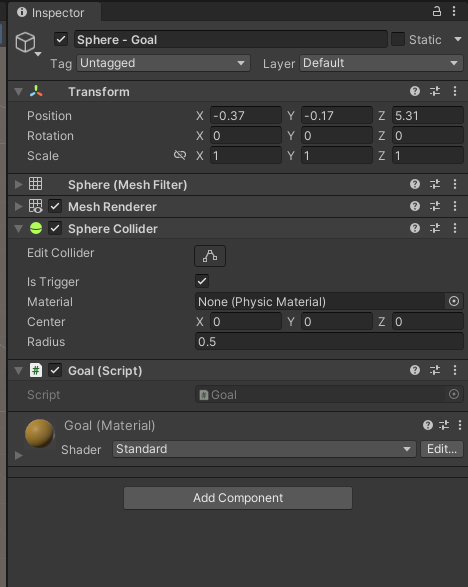 Inspector
Sphere - Goal Static
Tag Untagged Layer Default
Transform
Position X -0.37 Y -0.17 Z 5.31
Rotation X 0 Y 0 Z 0
Scale X 1 Y 1 Z 1
Sphere (Mesh Filter)
Mesh Renderer
Sphere Collider
Edit Collider
Is Trigger
Material None (Physic Material)
Center X 0 Y 0 Z 0
Radius 0.5
# Goal (Script)
Script # Goal
Goal (Material)
Shader Standard Edit...
Add Component